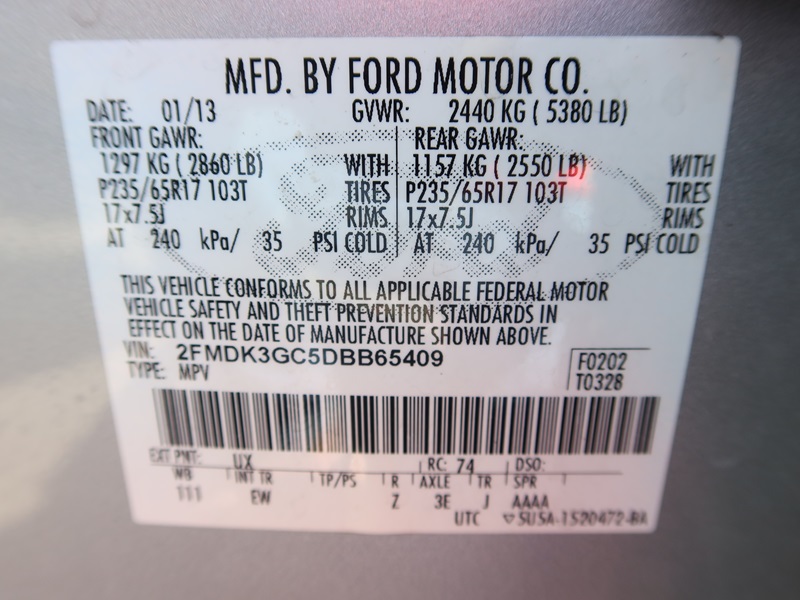 MFD. BY FORD MOTOR CO.
DATE: 01/13 GVWR: 2440 KG ( 5380 LB)
FRONT GAWR: REAR GAWR:
1297 KG ( 2860 LB) WITH 1157 KG ( 2550 LB) WITH
P235/65R17 103T TIRES P235/65R17 103T TIRES
17x7.5J RIMS 17x7.5J RIMS
AT 240 kPa/ 35 PSI COLD AT 240 kPa/ 35 PSI COLD
THIS VEHICLE CONFORMS TO ALL APPLICABLE FEDERAL MOTOR
VEHICLE SAFETY AND THEFT PREVENTION STANDARDS IN
EFFECT ON THE DATE OF MANUFACTURE SHOWN ABOVE.
VIN: 2FMDK3GC5DBB65409
TYPE: MPV
F0202
T0328
EXT PNT: UX RC: 74 DSO:
WB INT TR TP/PS R AXLE TR SPR
111 EW Z 3E J AAAA
UTC ▽5U5A-1520472-BA